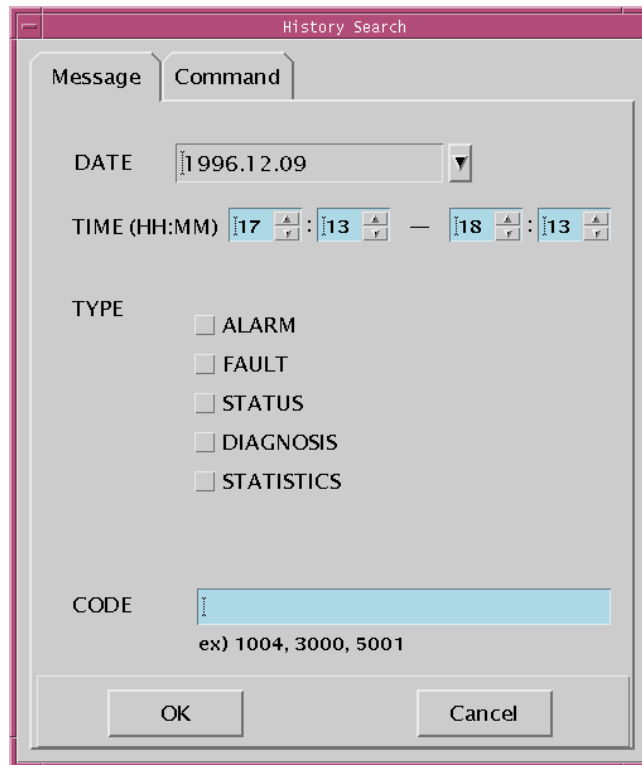 History Search
Message Command
DATE 1996.12.09
TIME (HH:MM) 17 : 13 — 18 : 13
TYPE
ALARM
FAULT
STATUS
DIAGNOSIS
STATISTICS
CODE
ex) 1004, 3000, 5001
OK Cancel